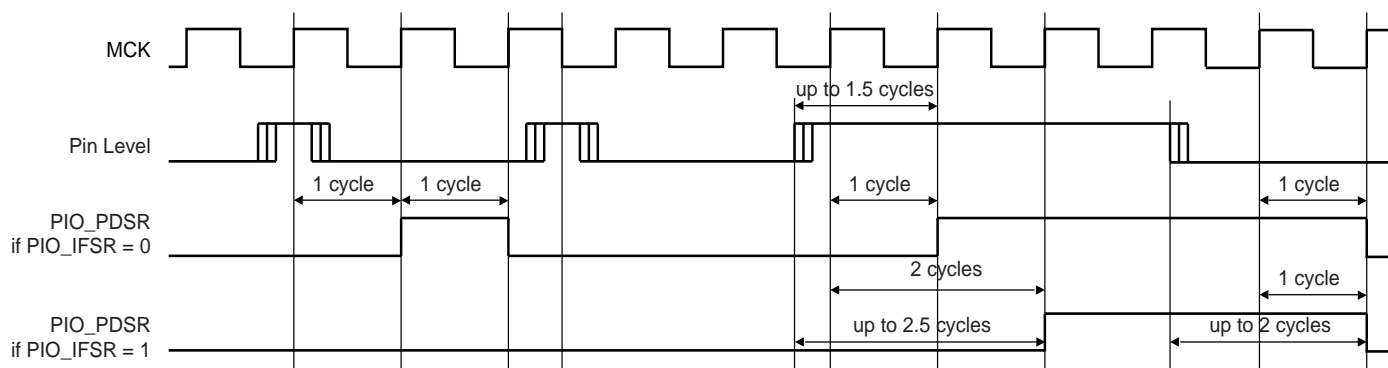 MCK
up to 1.5 cycles
Pin Level
1 cycle
1 cycle
1 cycle
1 cycle
PIO_PDSR
if PIO_IFSR = 0
2 cycles
1 cycle
PIO_PDSR
if PIO_IFSR = 1
up to 2.5 cycles
up to 2 cycles